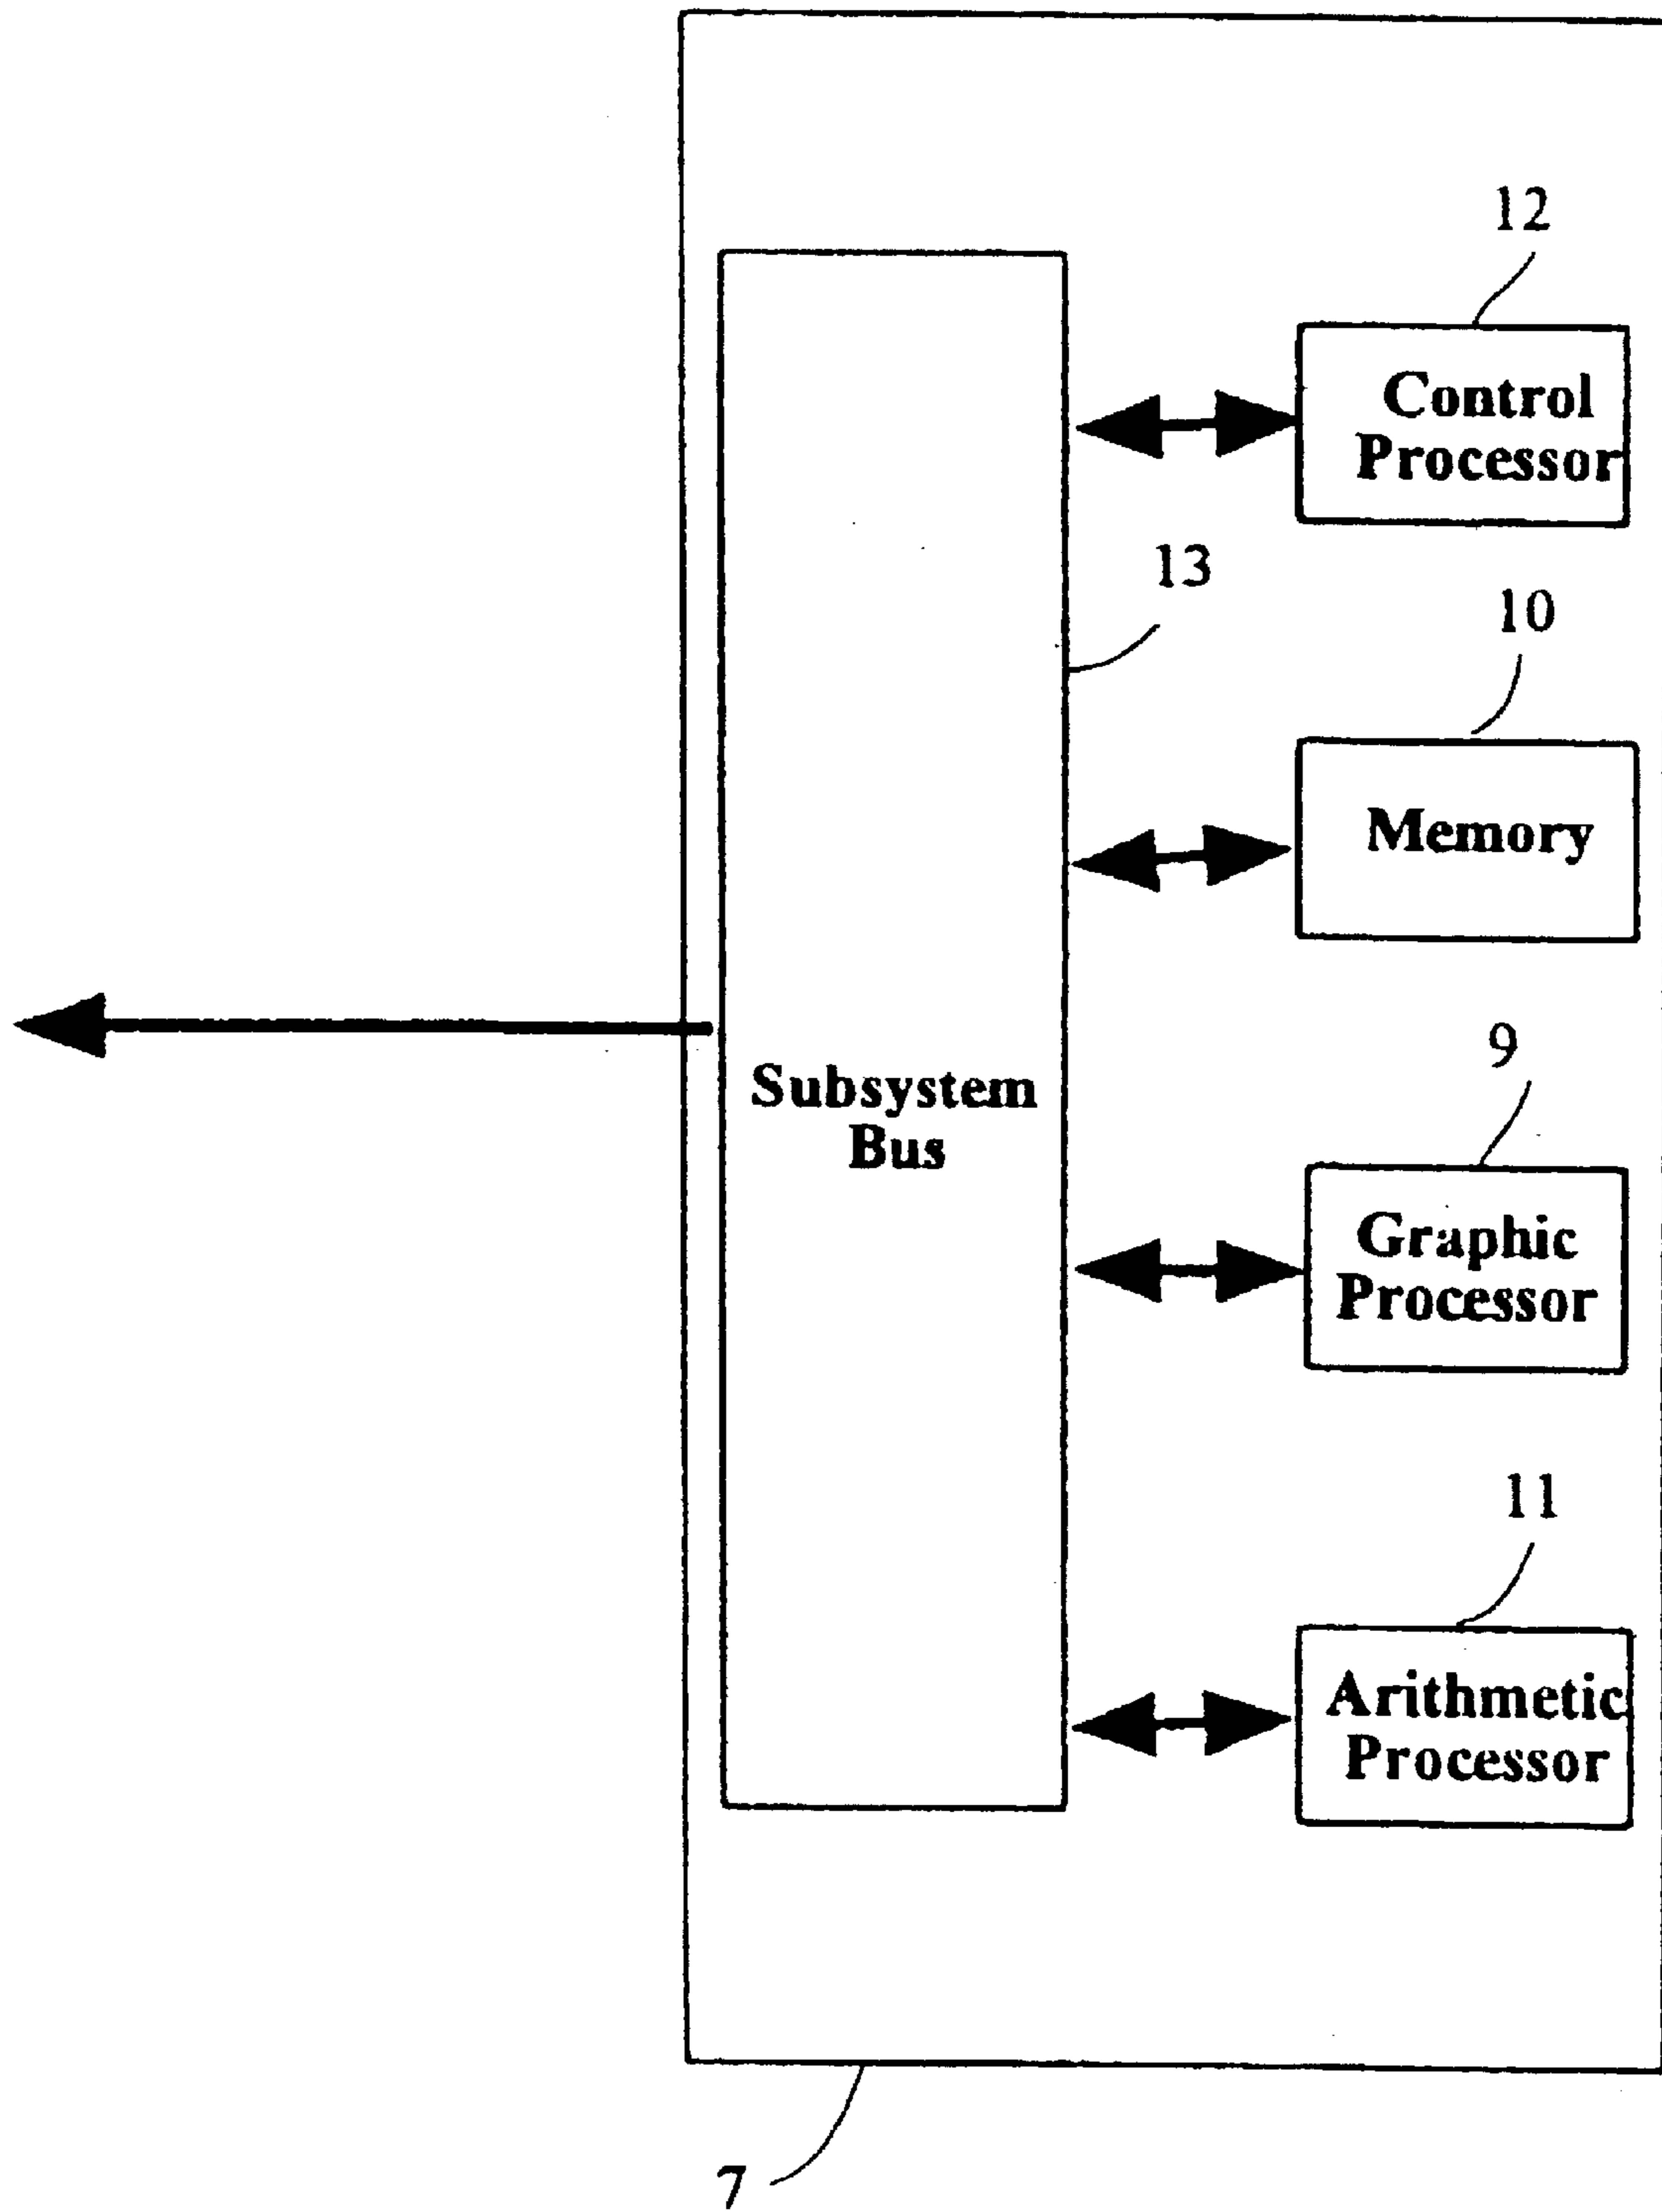 12
Control
Processor
13
10
Memory
9
Subsystem
Bus
Graphic
Processor
11
Arithmetic
Processor
7